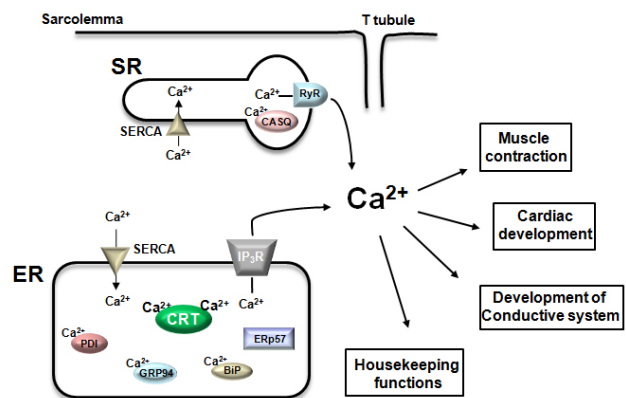 Sarcolemma
T tubule
SR
Ca2+
Ca2+
RyR
Ca2+
CASQ
SERCA
Ca2+
Muscle
contraction
Ca2+
Cardiac
development
Ca2+
SERCA
IP3R
ER
Ca2+
Ca2+
Ca2+
Ca2+
CRT
Development of
Conductive system
Ca2+
PDI
ERp57
Ca2+
GRP94
Ca2+
BiP
Housekeeping
functions